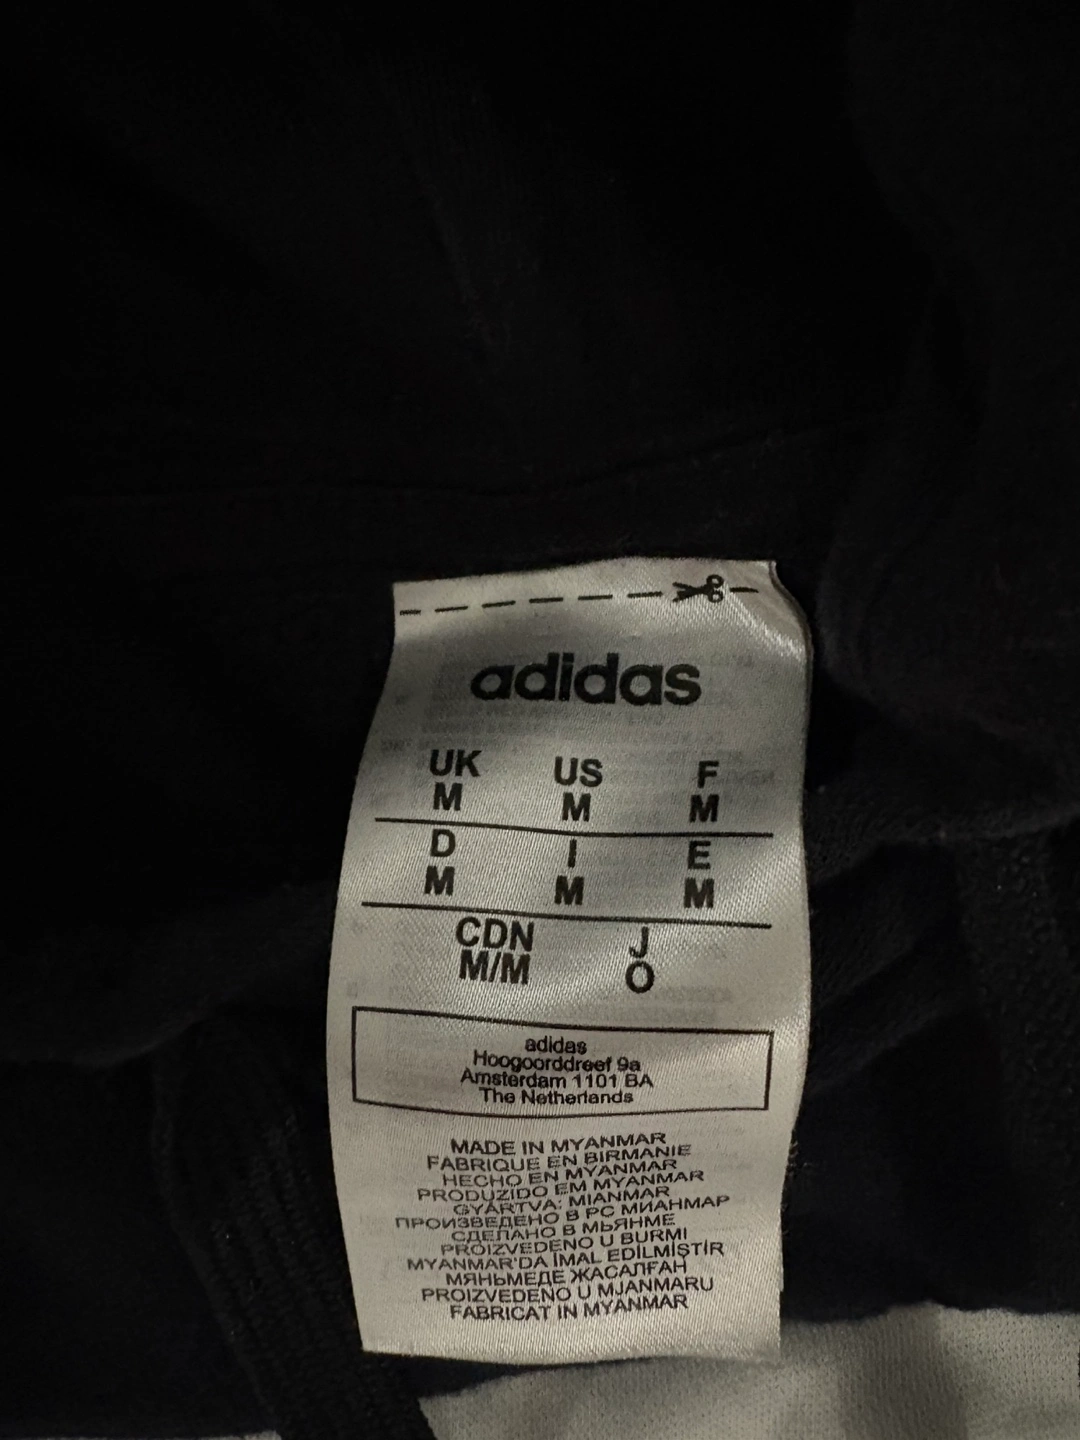 adidas
UK US F
M M M
D I E
M M M
CDN J
M/M O
adidas
Hoogoorddreef 9a
Amsterdam 1101 BA
The Netherlands
MADE IN MYANMAR
FABRIQUE EN BIRMANIE
HECHO EN MYANMAR
PRODUZIDO EM MYANMAR
GYÁRTVA: MIANMAR
ПРОИЗВЕДЕНО В РС МИАНМАР
СДЕЛАНО В МЬЯНМЕ
PROIZVEDENO U BURMI
MYANMAR'DA İMAL EDİLMİŞTİR
МЯНЬМЕДЕ ЖАСАЛҒАН
PROIZVEDENO U MJANMARU
FABRICAT IN MYANMAR